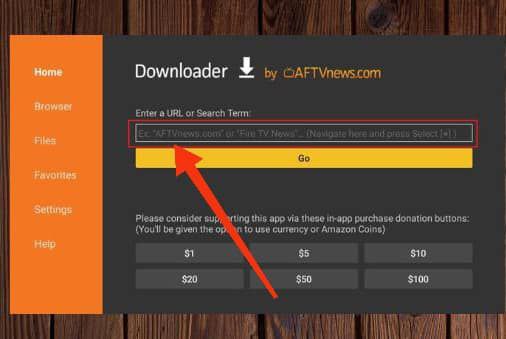 Home
Browser
Files
Favorites
Settings
Help
Downloader by AFTVnews.com
Enter a URL or Search Term:
Ex: "AFTVnews.com" or "Fire TV News"... (Navigate here and press Select [●] )
Go
Please consider supporting this app via these in-app purchase donation buttons:
(You'll be given the option to use currency or Amazon Coins)
$1 $5 $10
$20 $50 $100